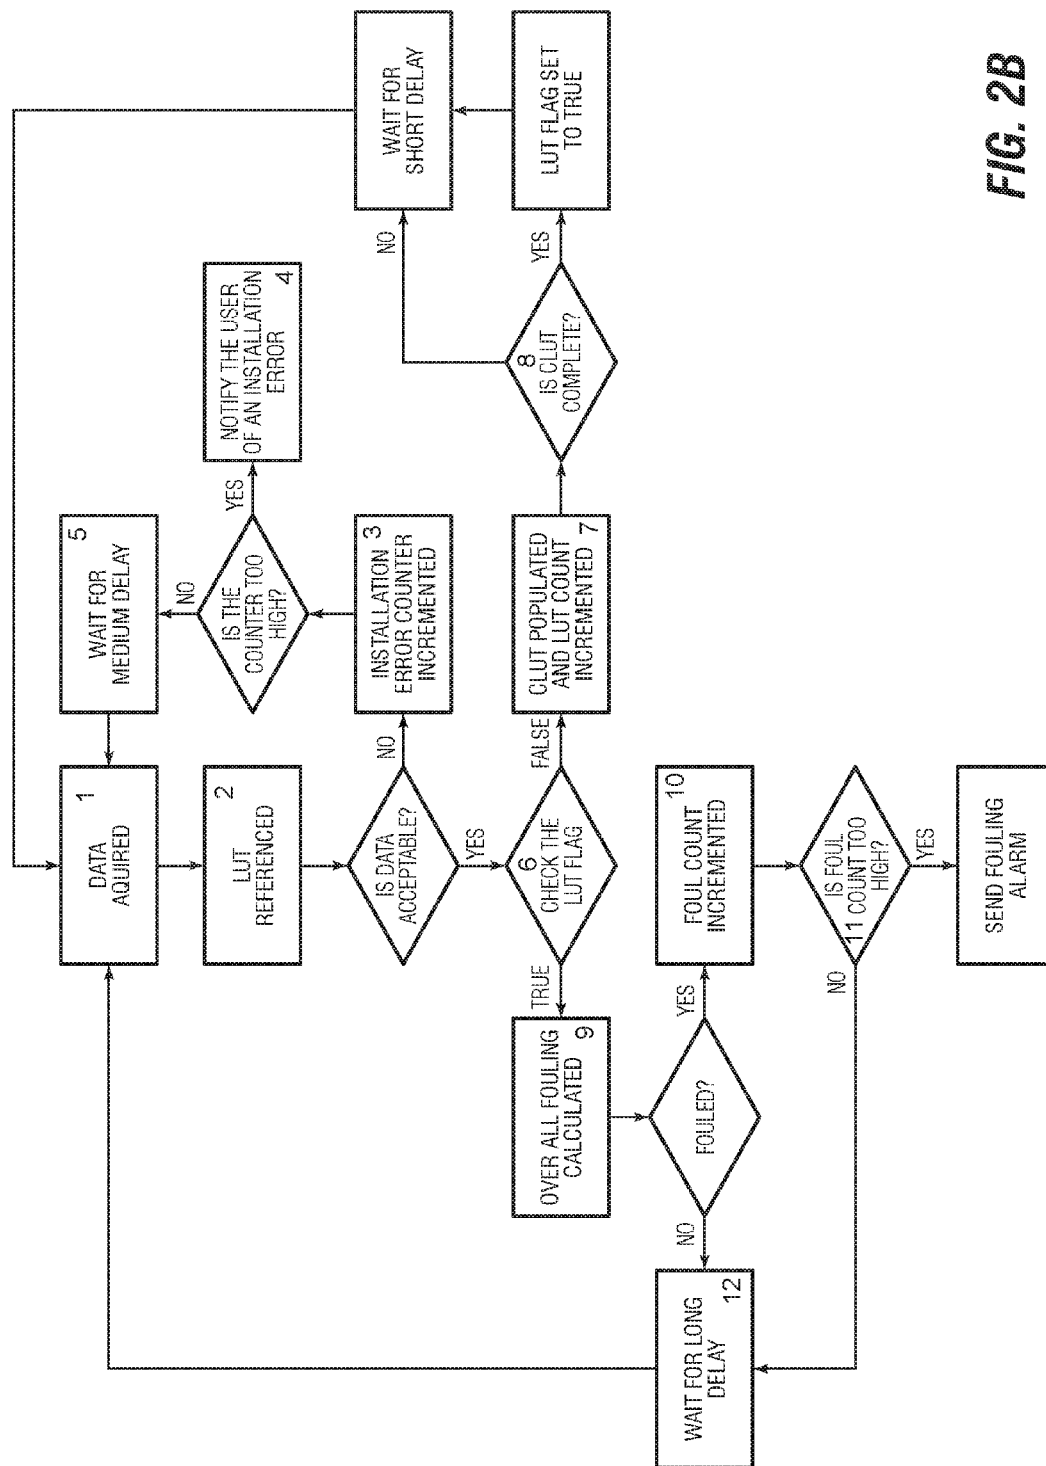 DATA
AQUIRED
1
LUT
REFERENCED
2
IS DATA
ACCEPTABLE?
NO
YES
INSTALLATION
ERROR COUNTER
INCREMENTED
3
IS THE
COUNTER TOO
HIGH?
YES
NO
NOTIFY THE USER
OF AN INSTALLATION
ERROR
4
WAIT FOR
MEDIUM DELAY
5
6
CHECK THE
LUT FLAG
TRUE
FALSE
CLUT POPULATED
AND LUT COUNT
INCREMENTED
7
8
IS CLUT
COMPLETE?
NO
YES
WAIT FOR
SHORT DELAY
LUT FLAG SET
TO TRUE
OVER ALL FOULING
CALCULATED
9
FOULED?
NO
YES
FOUL COUNT
INCREMENTED
10
IS FOUL
11 COUNT TOO
HIGH?
NO
YES
SEND FOULING
ALARM
WAIT FOR LONG
DELAY
12
FIG. 2B